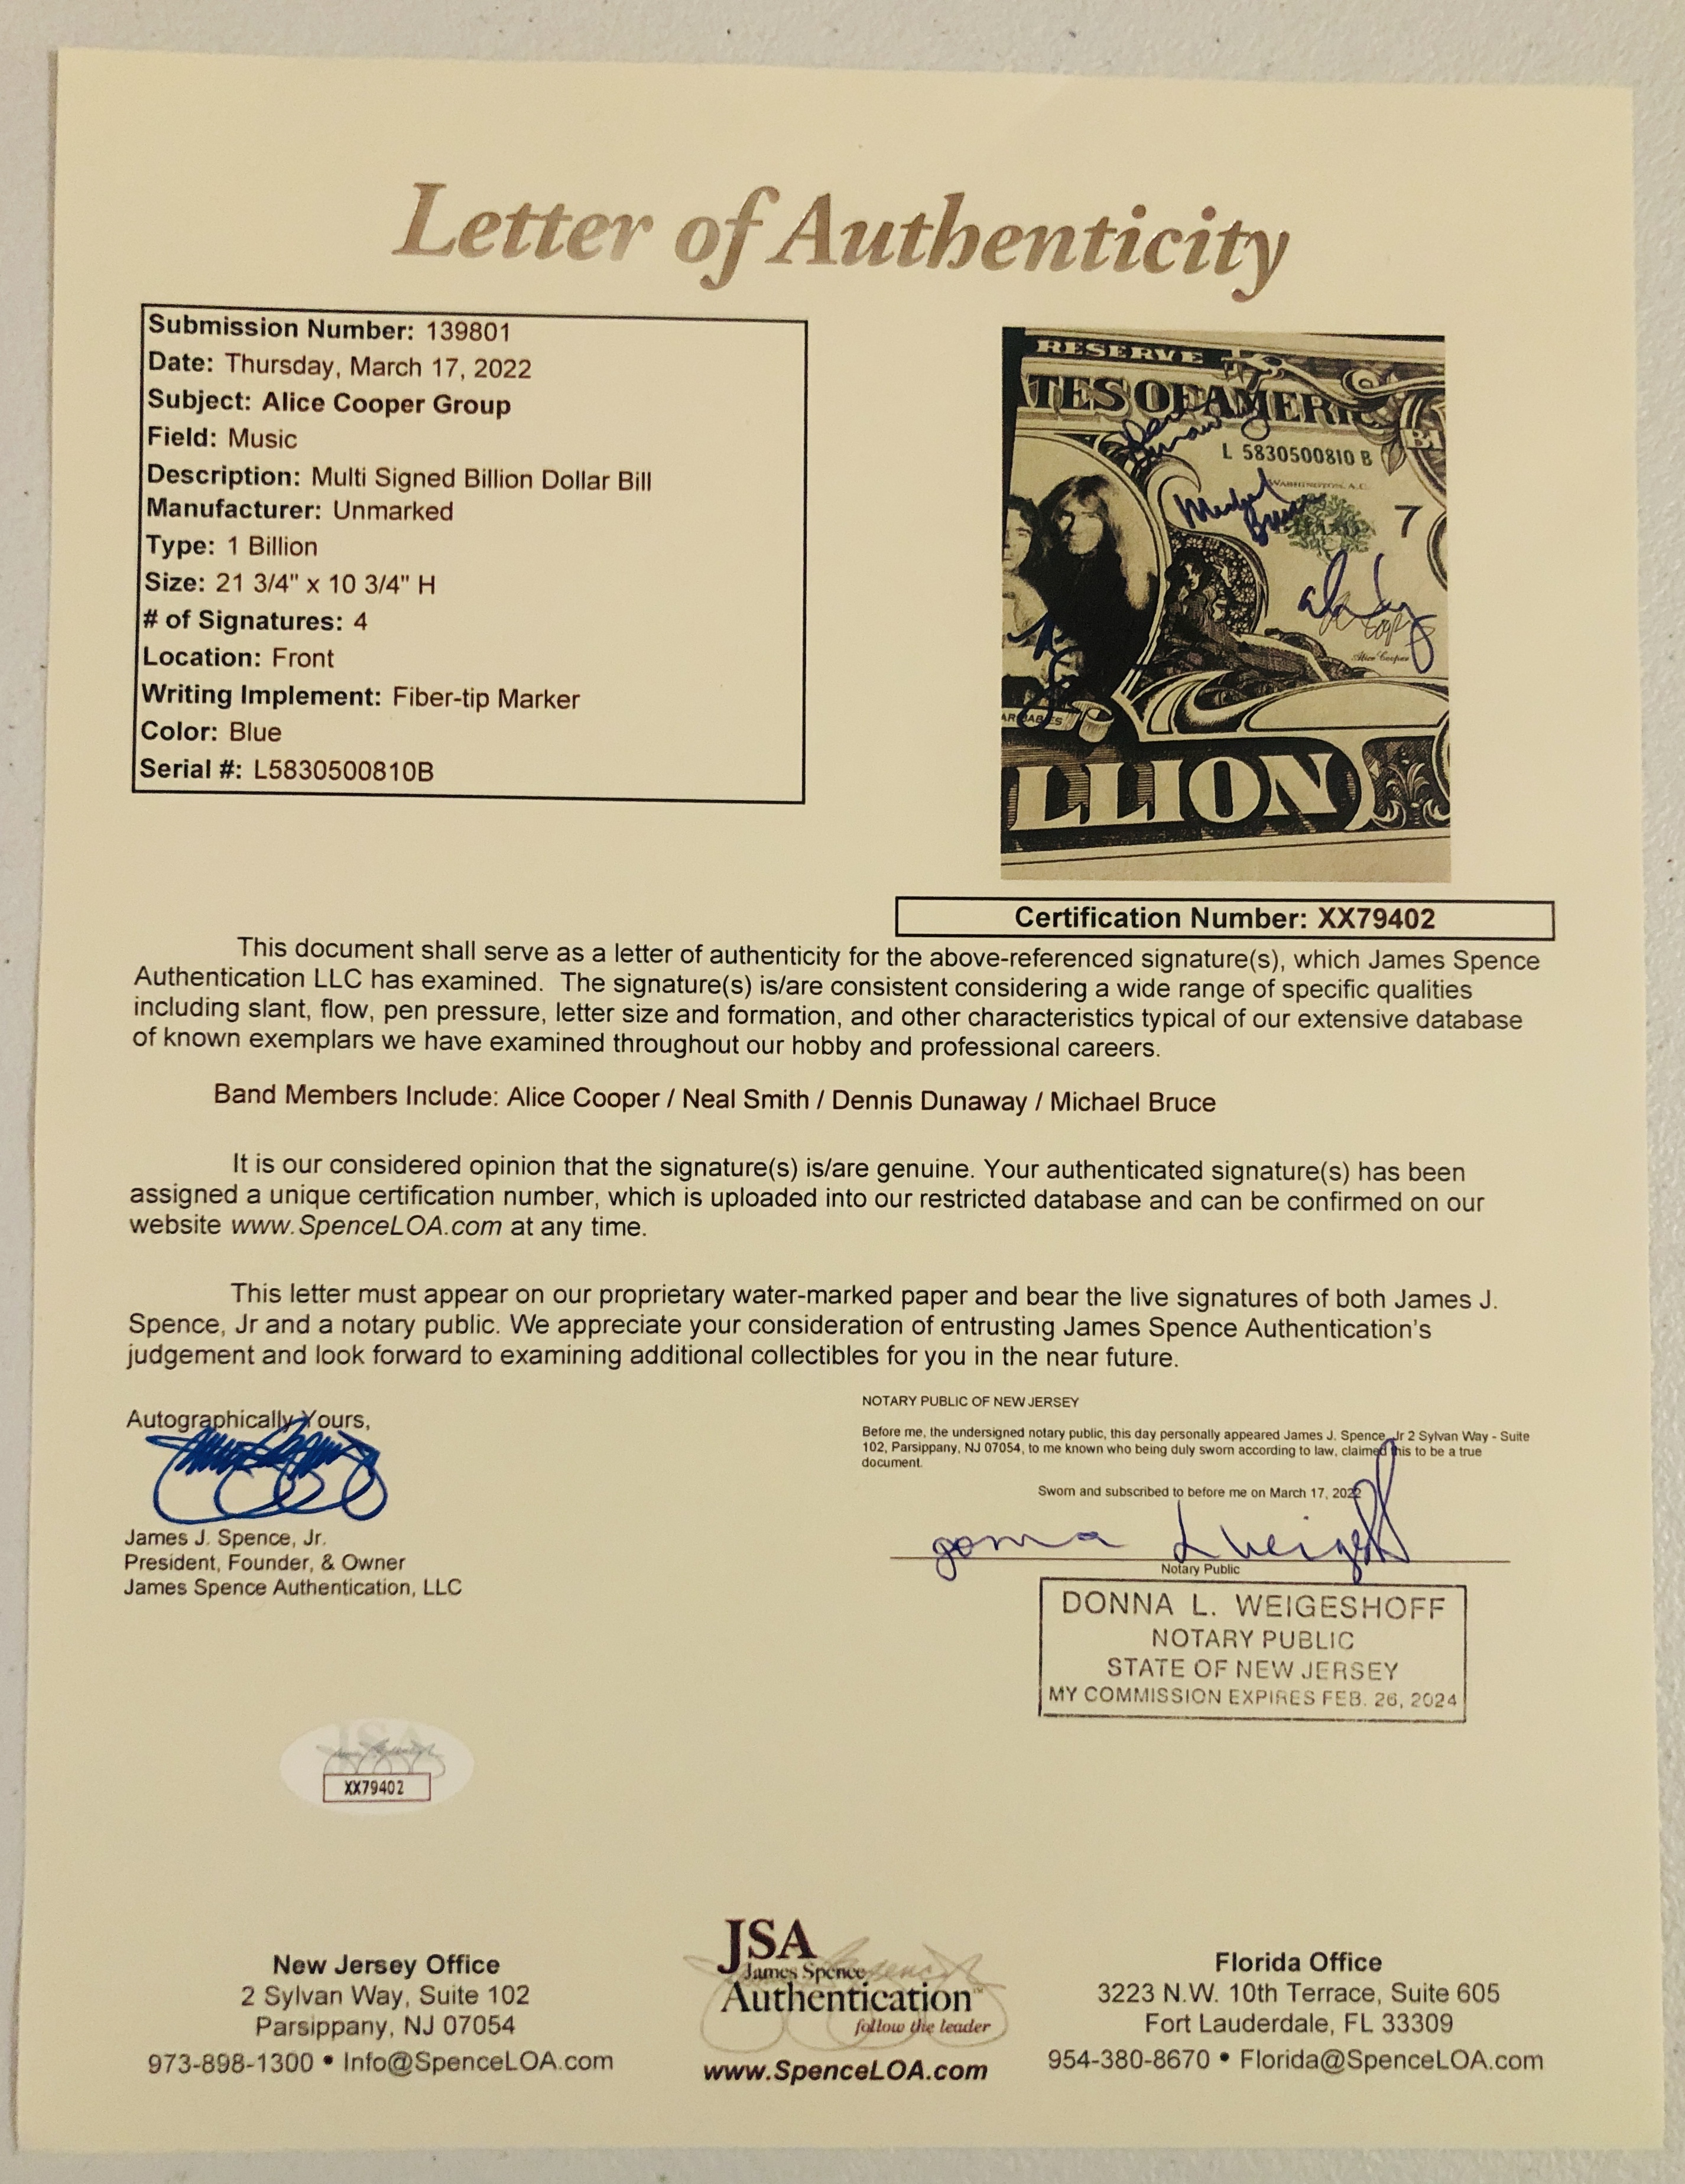 Letter of Authenticity
Submission Number: 139801
Date: Thursday, March 17, 2022
Subject: Alice Cooper Group
Field: Music
Description: Multi Signed Billion Dollar Bill
Manufacturer: Unmarked
Type: 1 Billion
Size: 21 3/4" x 10 3/4" H
# of Signatures: 4
Location: Front
Writing Implement: Fiber-tip Marker
Color: Blue
Serial #: L5830500810B
RESERVE
TES OF AMERIC
L 5830500810 B
WASHINGTON, A.C.
Michael
Bruce
7
Alice Cooper
LLION
Certification Number: XX79402
This document shall serve as a letter of authenticity for the above-referenced signature(s), which James Spence
Authentication LLC has examined. The signature(s) is/are consistent considering a wide range of specific qualities
including slant, flow, pen pressure, letter size and formation, and other characteristics typical of our extensive database
of known exemplars we have examined throughout our hobby and professional careers.
Band Members Include: Alice Cooper / Neal Smith / Dennis Dunaway / Michael Bruce
It is our considered opinion that the signature(s) is/are genuine. Your authenticated signature(s) has been
assigned a unique certification number, which is uploaded into our restricted database and can be confirmed on our
website www.SpenceLOA.com at any time.
This letter must appear on our proprietary water-marked paper and bear the live signatures of both James J.
Spence, Jr and a notary public. We appreciate your consideration of entrusting James Spence Authentication's
judgement and look forward to examining additional collectibles for you in the near future.
Autographically Yours,
James J. Spence, Jr.
President, Founder, & Owner
James Spence Authentication, LLC
NOTARY PUBLIC OF NEW JERSEY
Before me, the undersigned notary public, this day personally appeared James J. Spence, Jr 2 Sylvan Way - Suite
102, Parsippany, NJ 07054, to me known who being duly sworn according to law, claimed this to be a true
document.
Sworn and subscribed to before me on March 17, 2022
Notary Public
DONNA L. WEIGESHOFF
NOTARY PUBLIC
STATE OF NEW JERSEY
MY COMMISSION EXPIRES FEB. 26, 2024
JSA
XX79402
New Jersey Office
2 Sylvan Way, Suite 102
Parsippany, NJ 07054
973-898-1300 • Info@SpenceLOA.com
JSA
James Spence
Authentication
follow the leader
www.SpenceLOA.com
Florida Office
3223 N.W. 10th Terrace, Suite 605
Fort Lauderdale, FL 33309
954-380-8670 • Florida@SpenceLOA.com